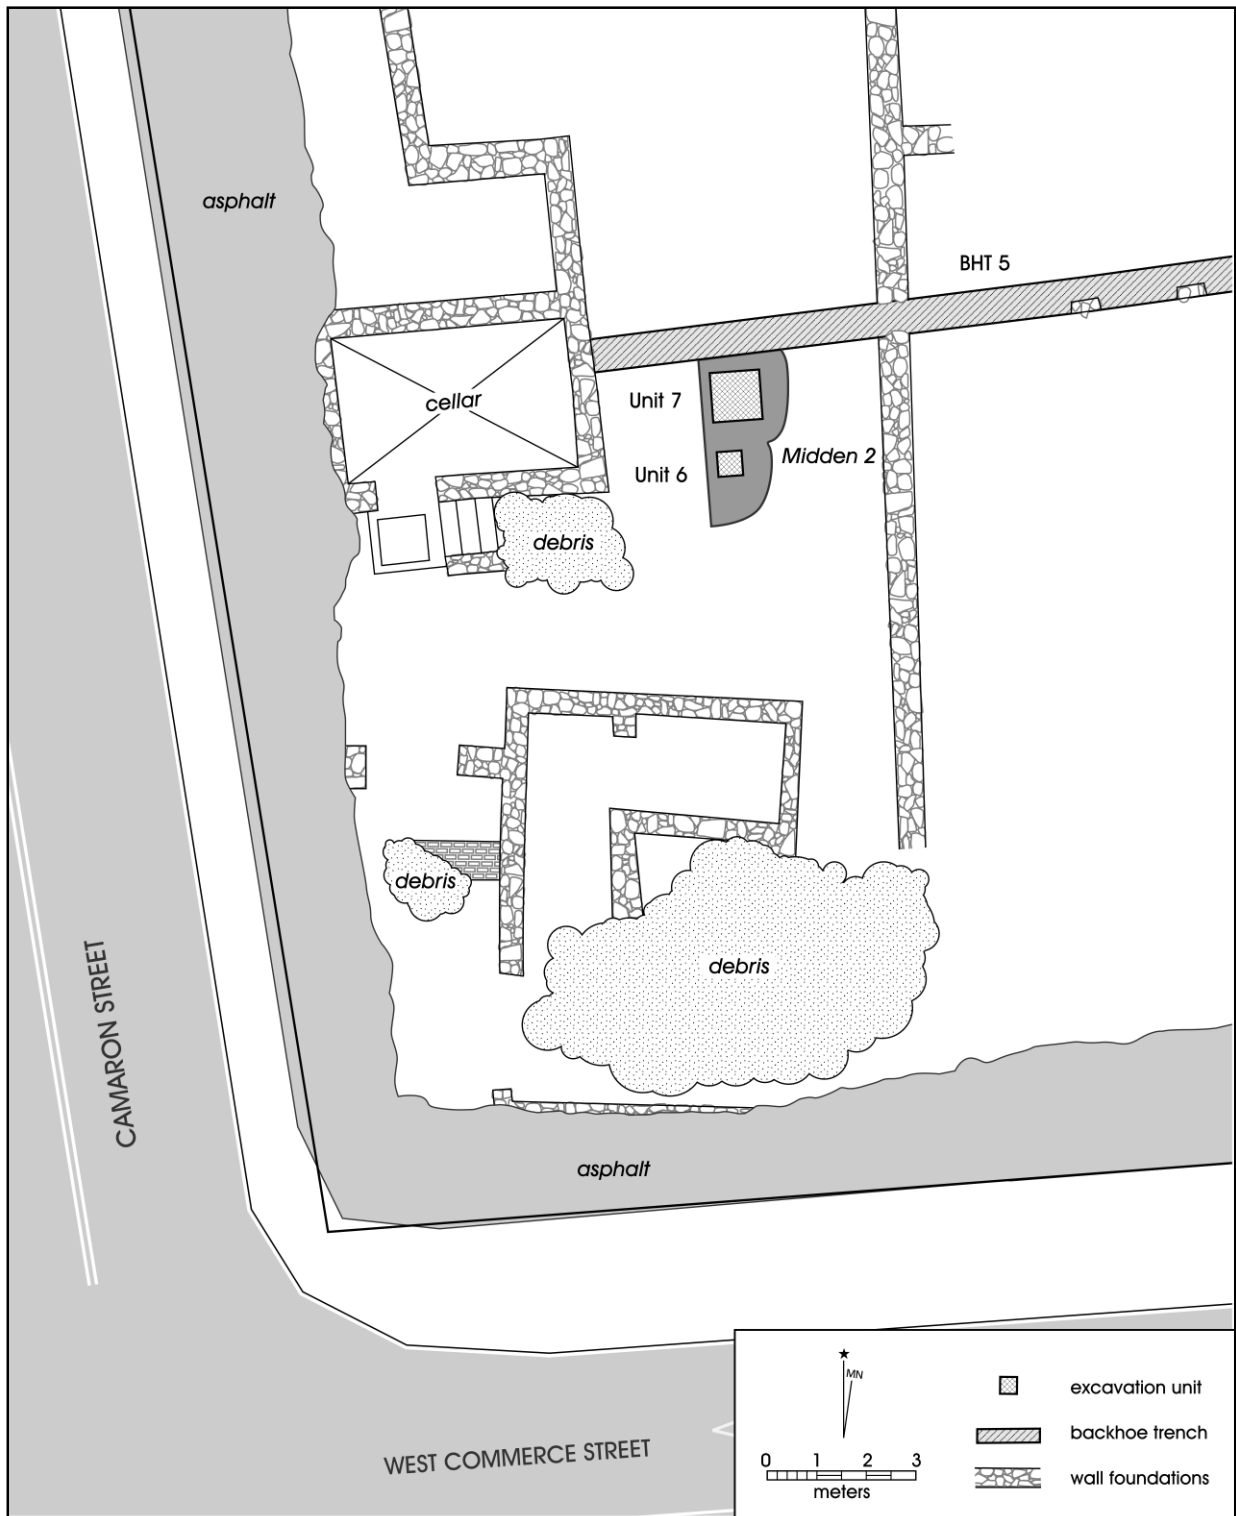 asphalt
BHT 5
cellar
Unit 7
Midden 2
Unit 6
debris
debris
debris
CAMARON STREET
asphalt
WEST COMMERCE STREET
MN
excavation unit
backhoe trench
0 1 2 3
meters
wall foundations